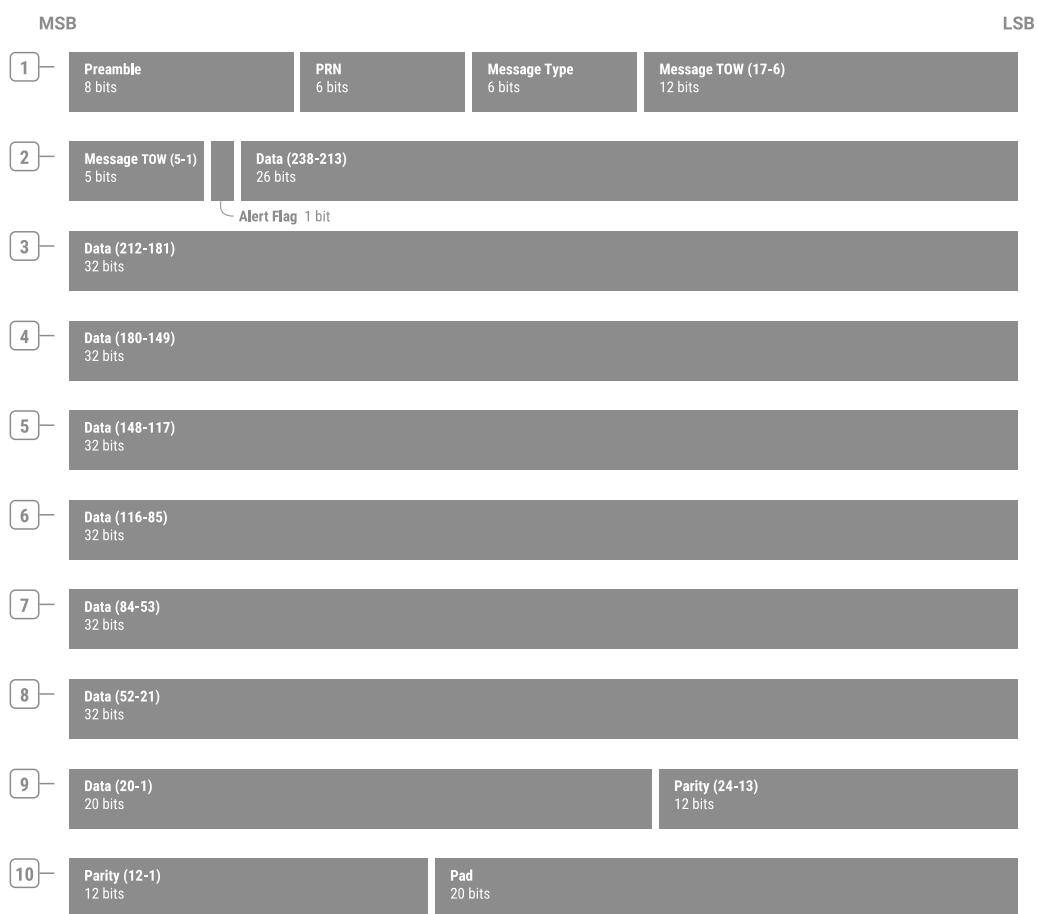 MSB
LSB
1
Preamble
8 bits
PRN
6 bits
Message Type
6 bits
Message TOW (17-6)
12 bits
2
Message TOW (5-1)
5 bits
Data (238-213)
26 bits
Alert Flag 1 bit
3
Data (212-181)
32 bits
4
Data (180-149)
32 bits
5
Data (148-117)
32 bits
6
Data (116-85)
32 bits
7
Data (84-53)
32 bits
8
Data (52-21)
32 bits
9
Data (20-1)
20 bits
Parity (24-13)
12 bits
10
Parity (12-1)
12 bits
Pad
20 bits